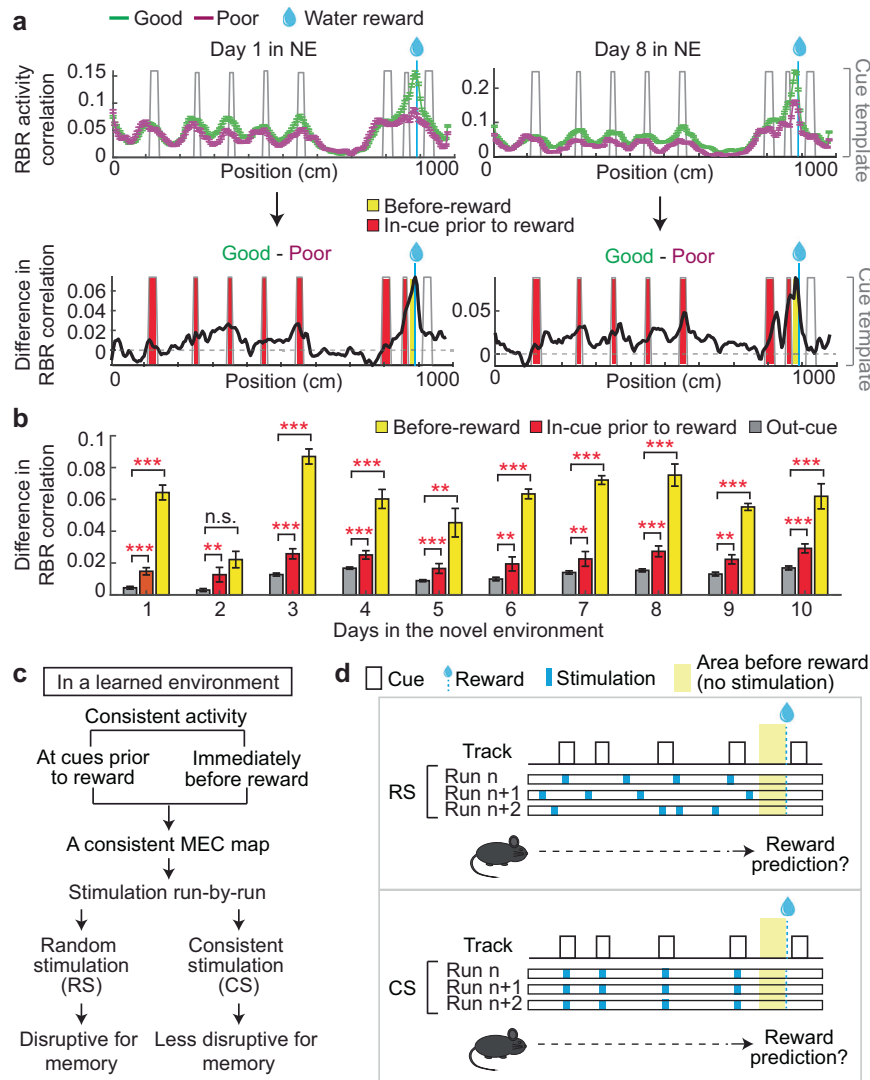 a
Good Poor Water reward
Day 1 in NE
Day 8 in NE
RBR activity
correlation
0.15
0.1
0.05
0
0 Position (cm) 1000
0.2
0.1
0
0 Position (cm) 1000
Cue template
Before-reward
In-cue prior to reward
Good - Poor
Good - Poor
Difference in
RBR correlation
0.06
0.04
0.02
0
0 Position (cm) 1000
0.05
0
0 Position (cm) 1000
Cue template
b
Before-reward In-cue prior to reward Out-cue
Difference in
RBR correlation
0.1
0.08
0.06
0.04
0.02
0
*** *** n.s. ** *** *** *** *** ** *** *** ** *** ** *** *** *** ** *** ***
1 2 3 4 5 6 7 8 9 10
Days in the novel environment
c
In a learned environment
Consistent activity
At cues prior
to reward
Immediately
before reward
A consistent MEC map
Stimulation run-by-run
Random
stimulation
(RS)
Consistent
stimulation
(CS)
Disruptive for
memory
Less disruptive for
memory
d
Cue Reward Stimulation Area before reward
(no stimulation)
Track
RS
Run n
Run n+1
Run n+2
Reward
prediction?
Track
CS
Run n
Run n+1
Run n+2
Reward
prediction?